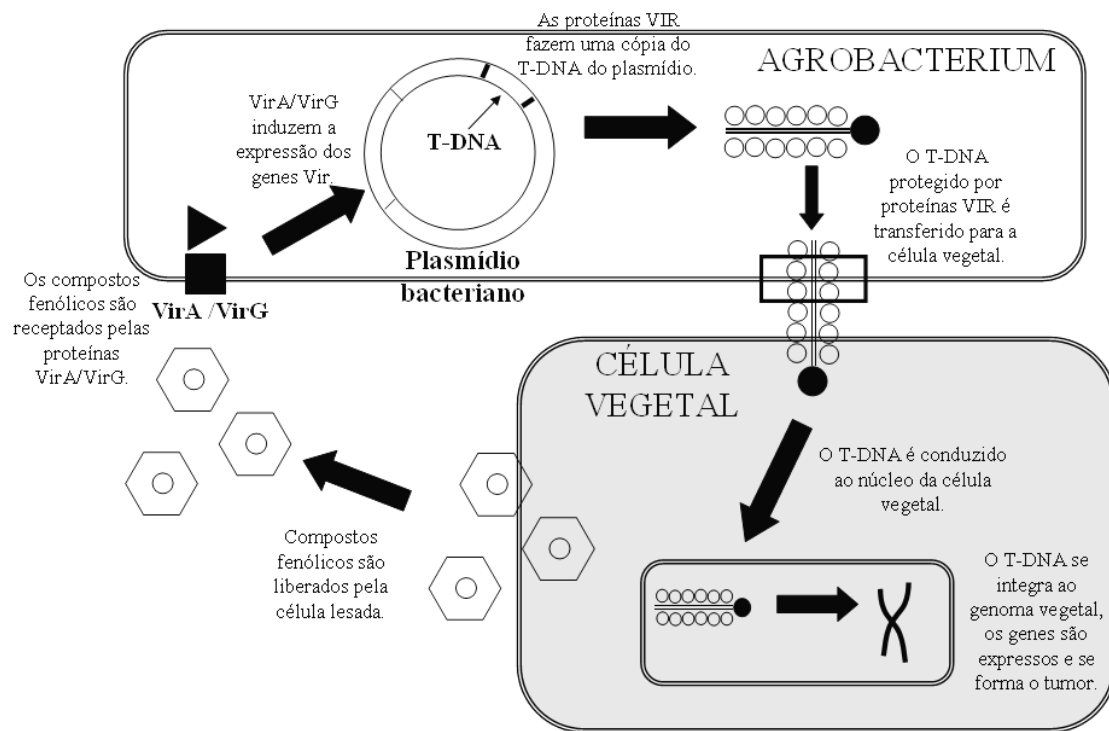 As proteínas VIR
fazem uma cópia do
T-DNA do plasmídio.
AGROBACTERIUM
VirA/VirG
induzem a
expressão dos
genes Vir.
T-DNA
O T-DNA
protegido por
proteínas VIR é
transferido para a
célula vegetal.
Plasmídio
bacteriano
Os compostos
fenólicos são
receptados pelas
proteínas
VirA/VirG.
VirA /VirG
CÉLULA
VEGETAL
O T-DNA é conduzido
ao núcleo da célula
vegetal.
Compostos
fenólicos são
liberados pela
célula lesada.
O T-DNA se
integra ao
genoma vegetal,
os genes são
expressos e se
forma o tumor.